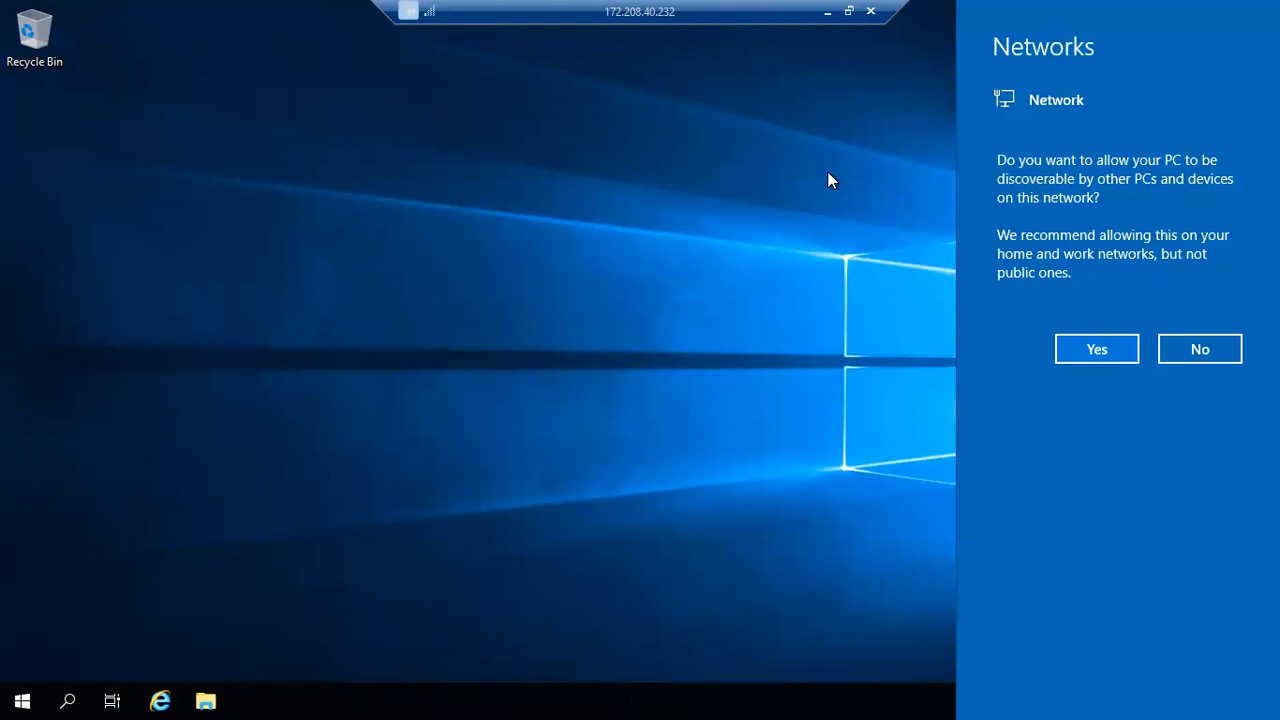 172.208.40.232
Recycle Bin
Networks
Network
Do you want to allow your PC to be
discoverable by other PCs and devices
on this network?
We recommend allowing this on your
home and work networks, but not
public ones.
Yes
No